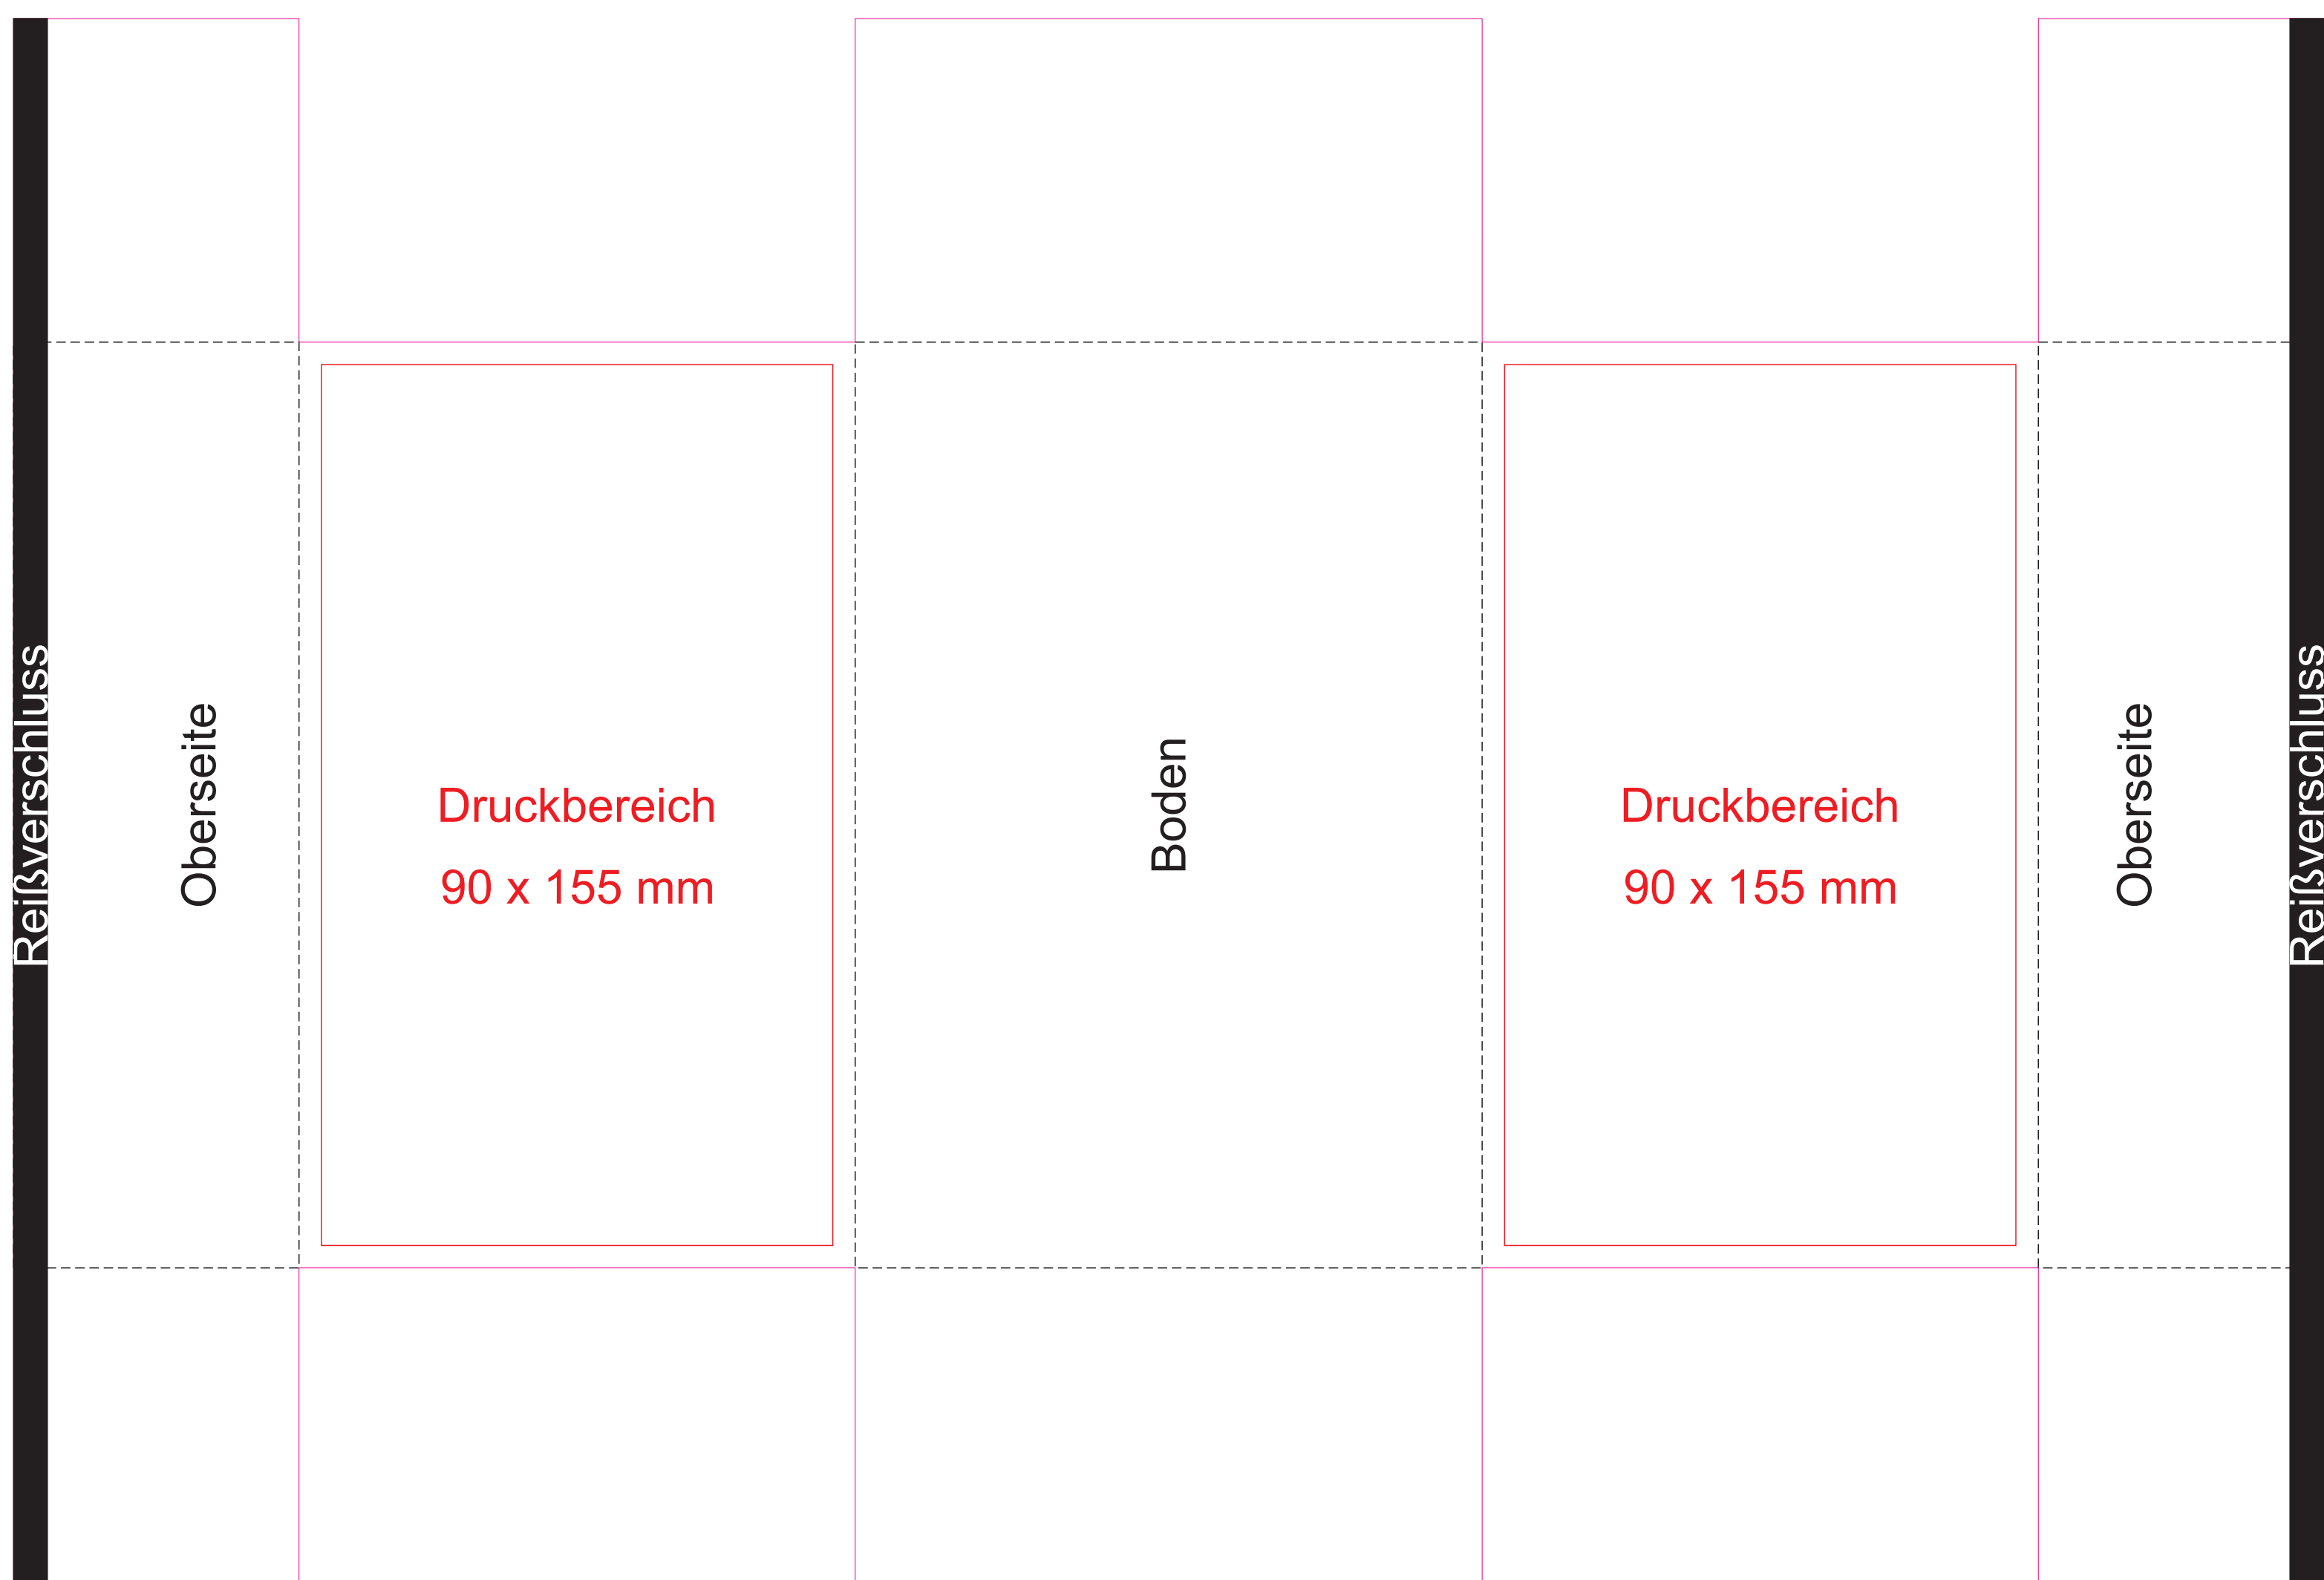 Reißverschluss
Oberseite
Druckbereich
90 x 155 mm
Boden
Druckbereich
90 x 155 mm
Oberseite
Reißverschluss